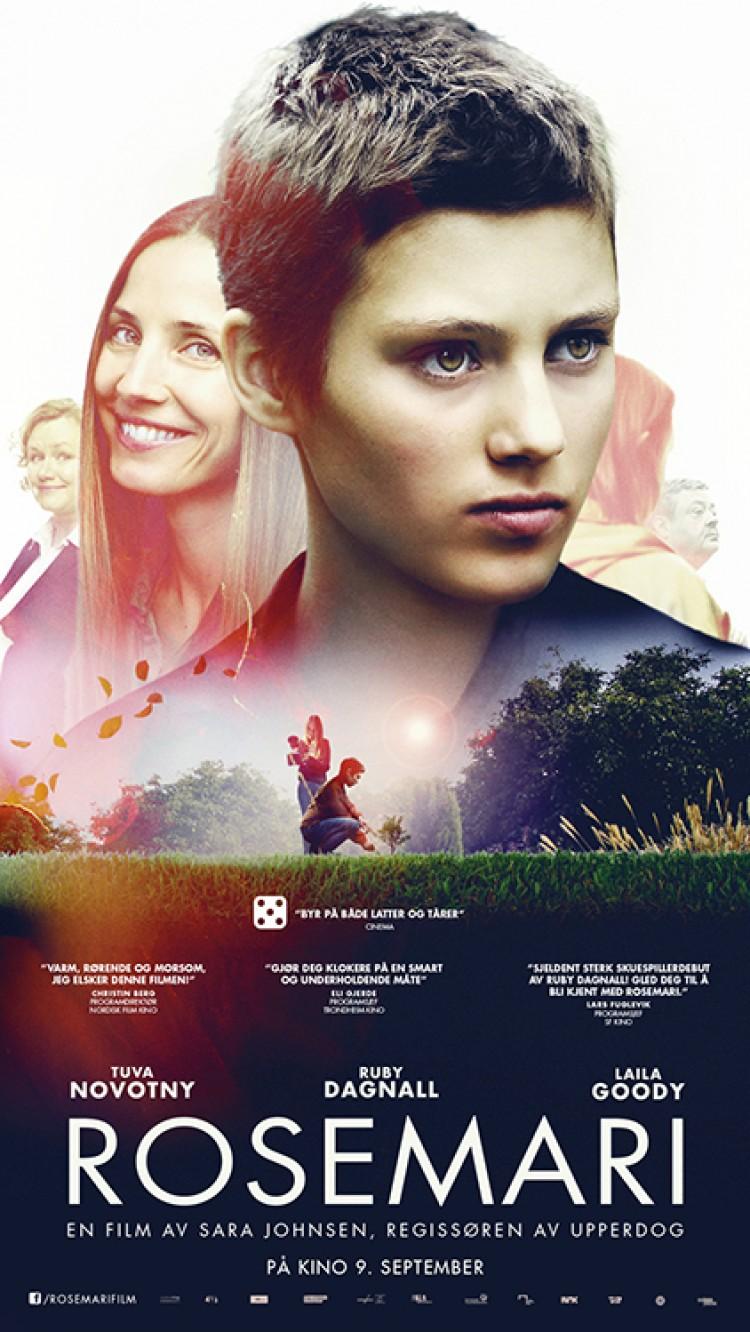 "BYR PÅ BÅDE LATTER OG TÅRER"
CINEMA
"VARM, RØRENDE OG MORSOM,
JEG ELSKER DENNE FILMEN!"
CHRISTIN BERG
PROGRAMDIREKTØR
NORDISK FILM KINO
"GJØR DEG KLOKERE PÅ EN SMART
OG UNDERHOLDENDE MÅTE"
ELI GJERDE
PROGRAMSJEF
TRONDHEIM KINO
"SJELDENT STERK SKUESPILLERDEBUT
AV RUBY DAGNALL! GLED DEG TIL Å
BLI KJENT MED ROSEMARI."
LARS FUGLEVIK
PROGRAMSJEF
SF KINO
TUVA
NOVOTNY
RUBY
DAGNALL
LAILA
GOODY
ROSEMARI
EN FILM AV SARA JOHNSEN, REGISSØREN AV UPPERDOG
PÅ KINO 9. SEPTEMBER
f/ROSEMARIFILM
NRK